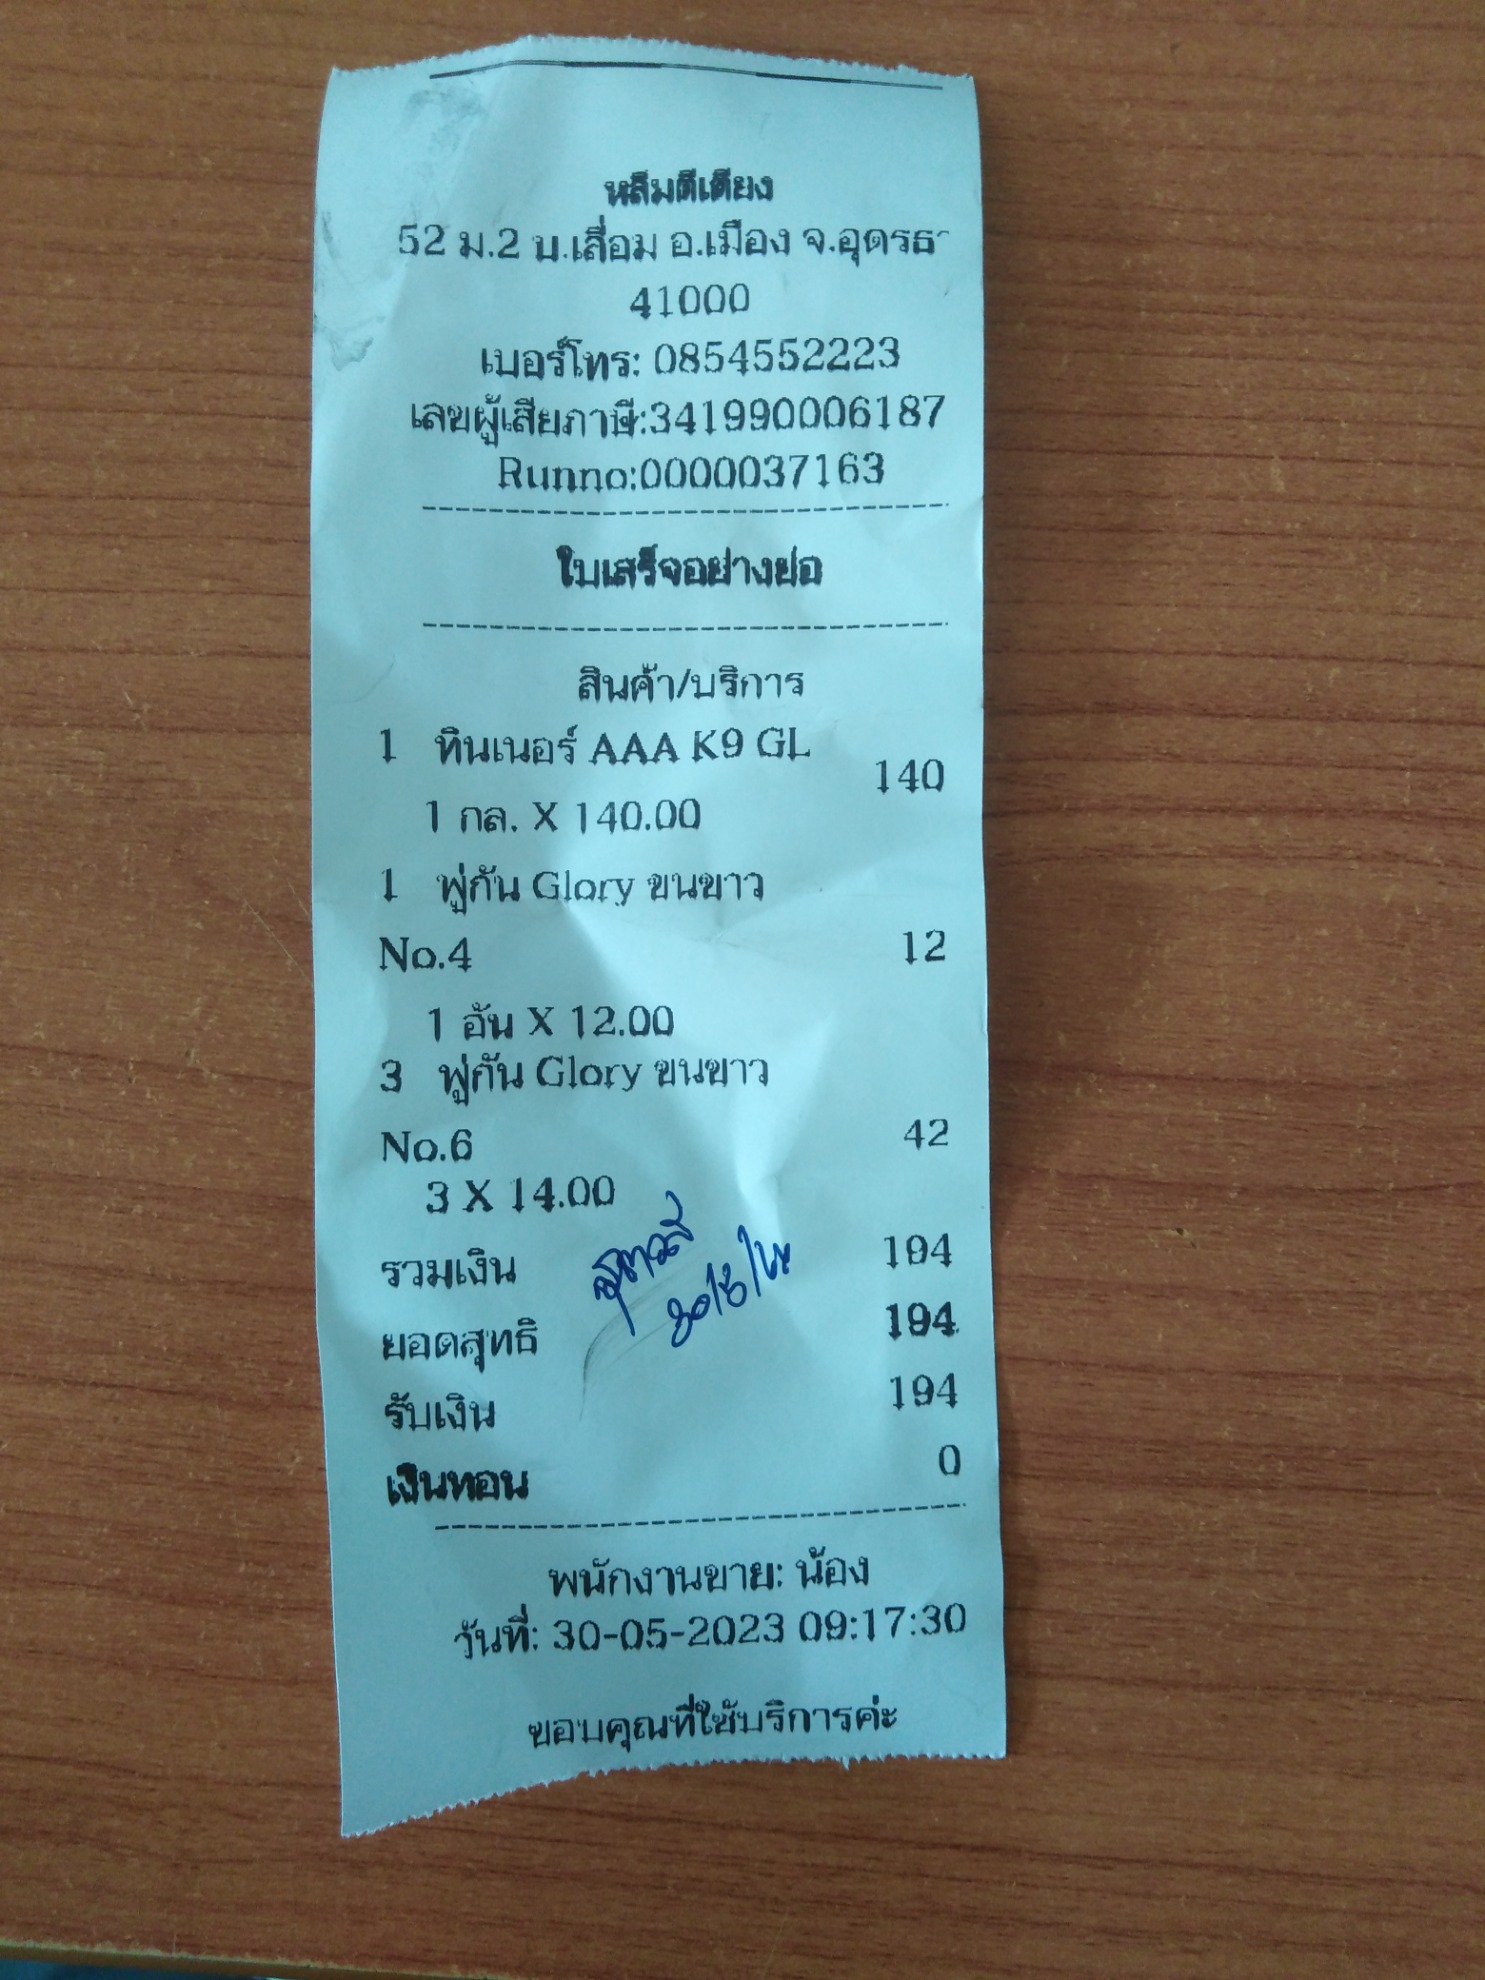 หลีมตีเตียง
52 ม.2 บ.เลื่อม อ.เมือง จ.อุดรธา
41000
เบอร์โทร: 0854552223
เลขผู้เสียภาษี:341990006187
Runno:0000037163
ใบเสร็จอย่างย่อ
สินค้า/บริการ
1 ทินเนอร์ AAA K9 GL
140
1 กล. X 140.00
1 พู่กัน Glory ขนขาว
No.4 12
1 อัน X 12.00
3 พู่กัน Glory ขนขาว
No.6 42
3 X 14.00
รวมเงิน 194
ยอดสุทธิ 194
รับเงิน 194
เงินทอน 0
พนักงานขาย: น้อง
วันที่: 30-05-2023 09:17:30
ขอบคุณที่ใช้บริการค่ะ